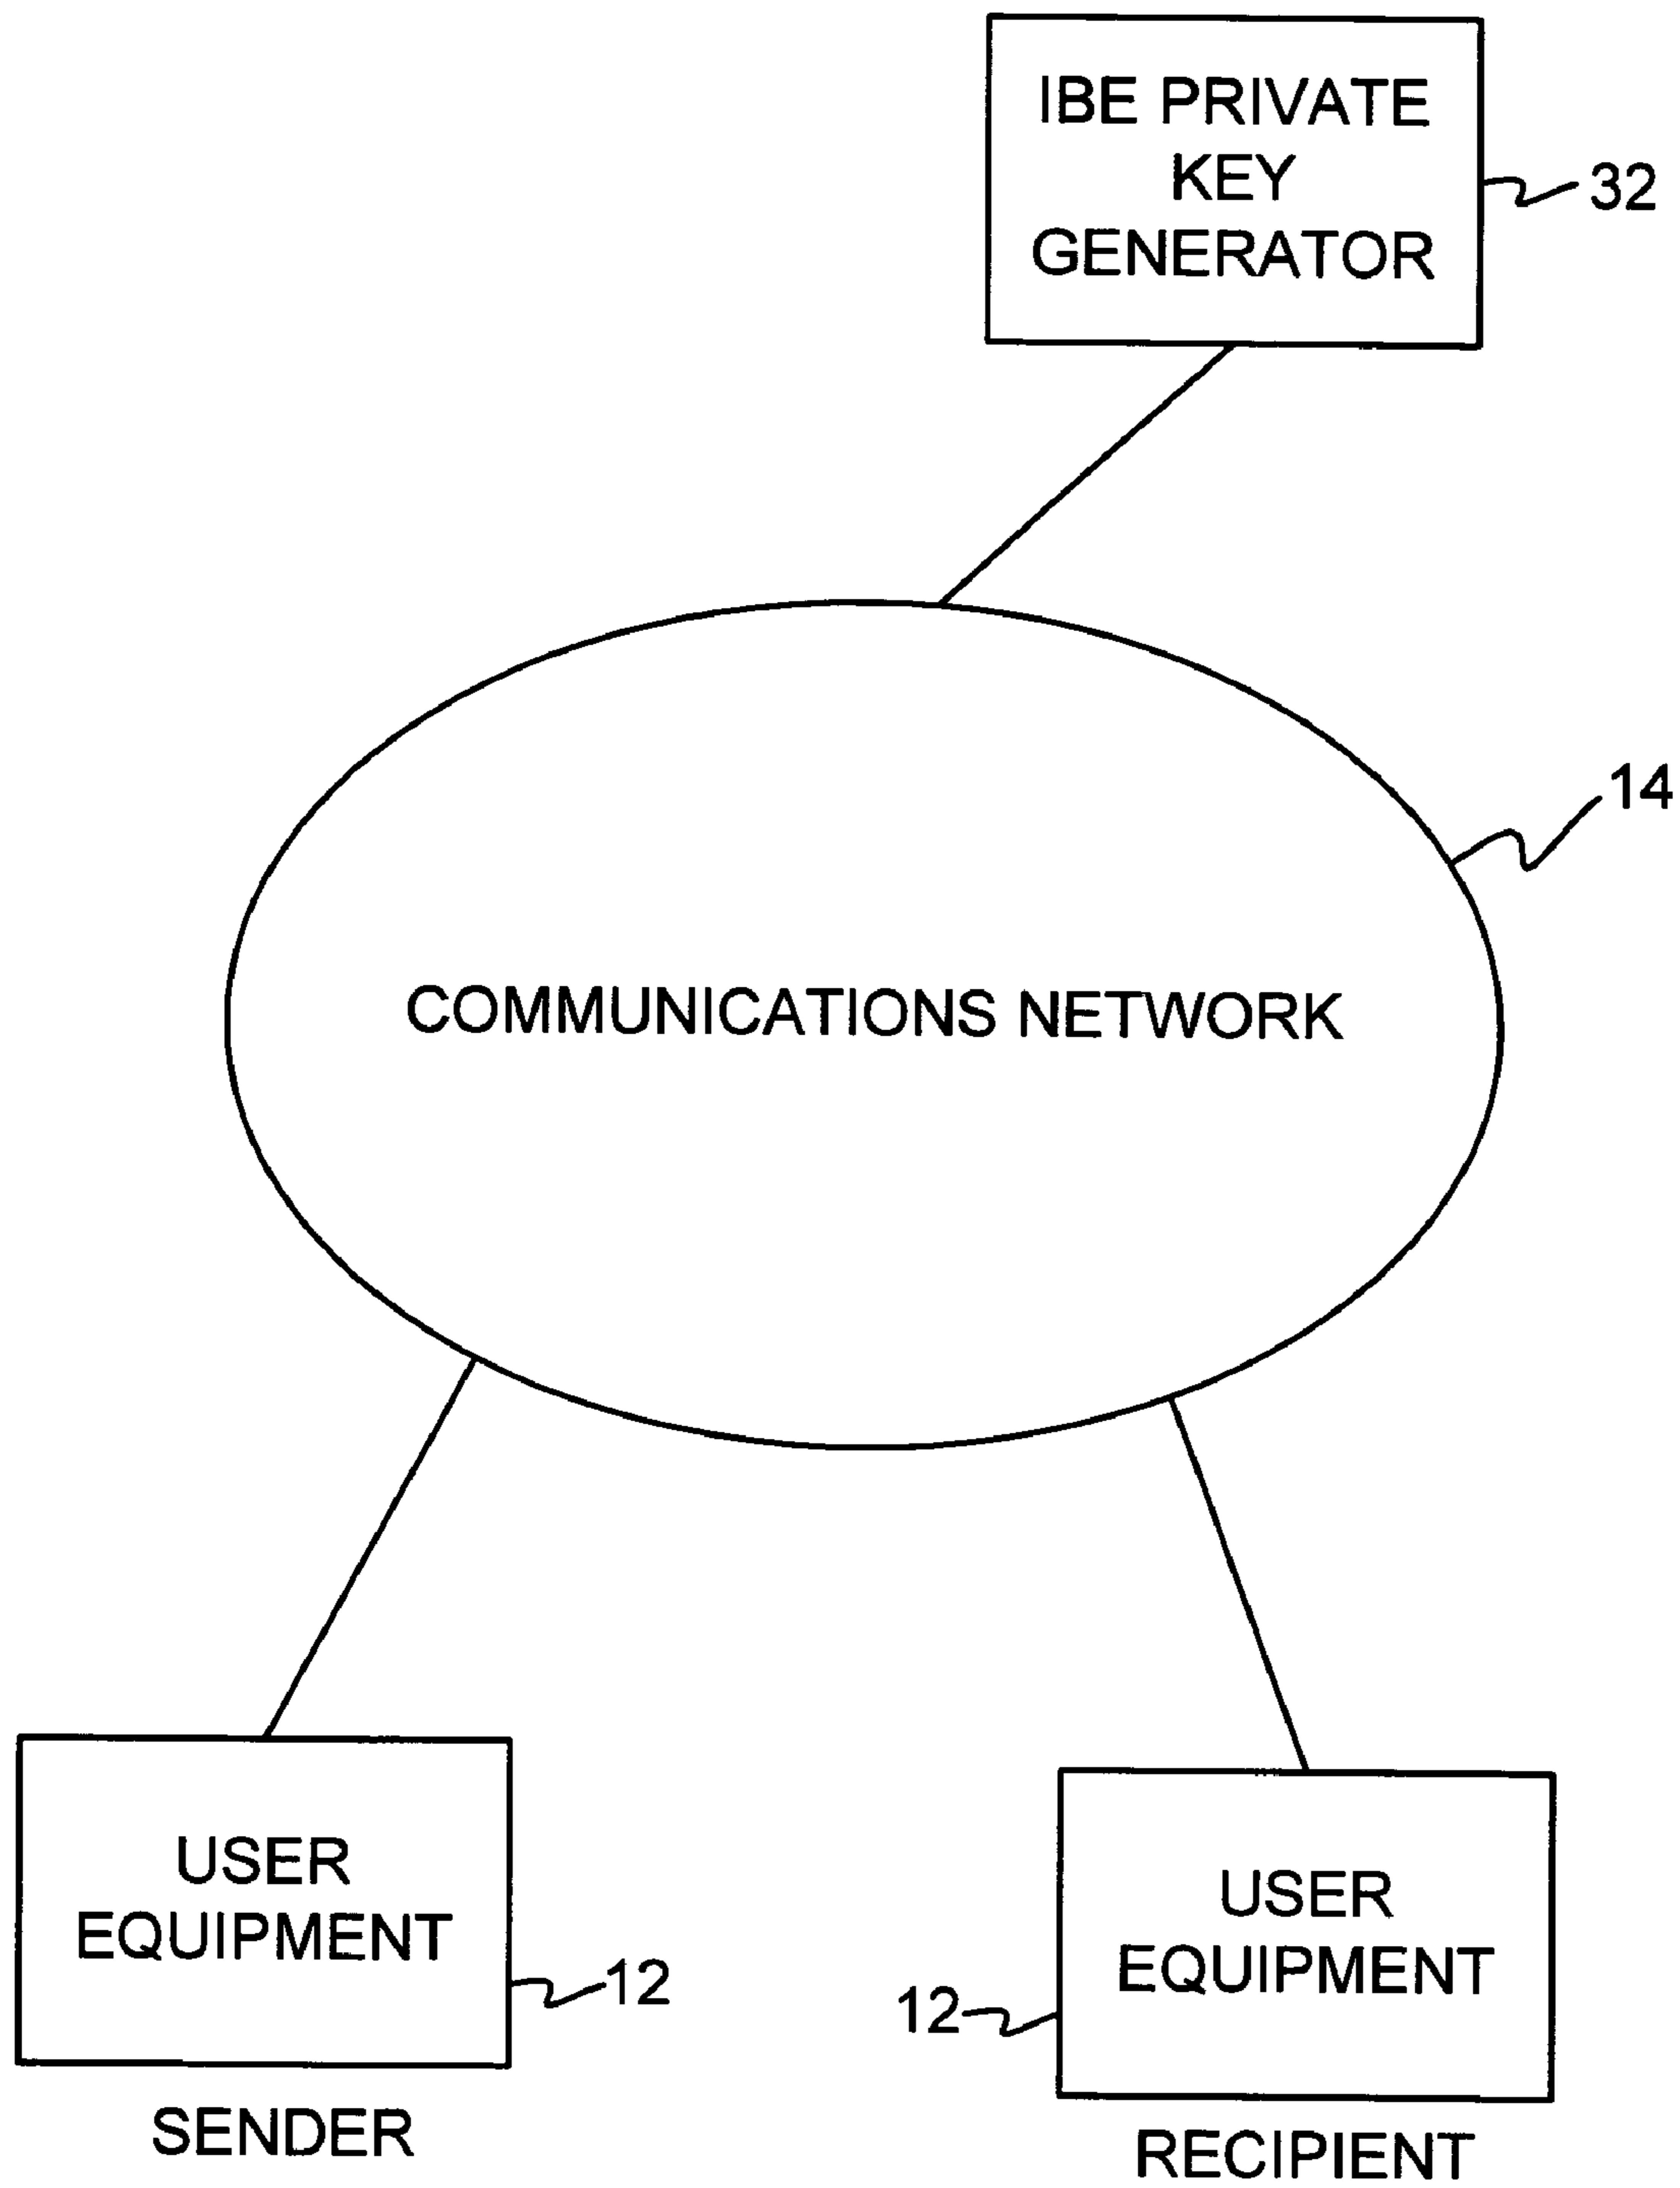 IBE PRIVATE
KEY
GENERATOR
32
14
COMMUNICATIONS NETWORK
USER
EQUIPMENT
12
SENDER
USER
EQUIPMENT
12
RECIPIENT